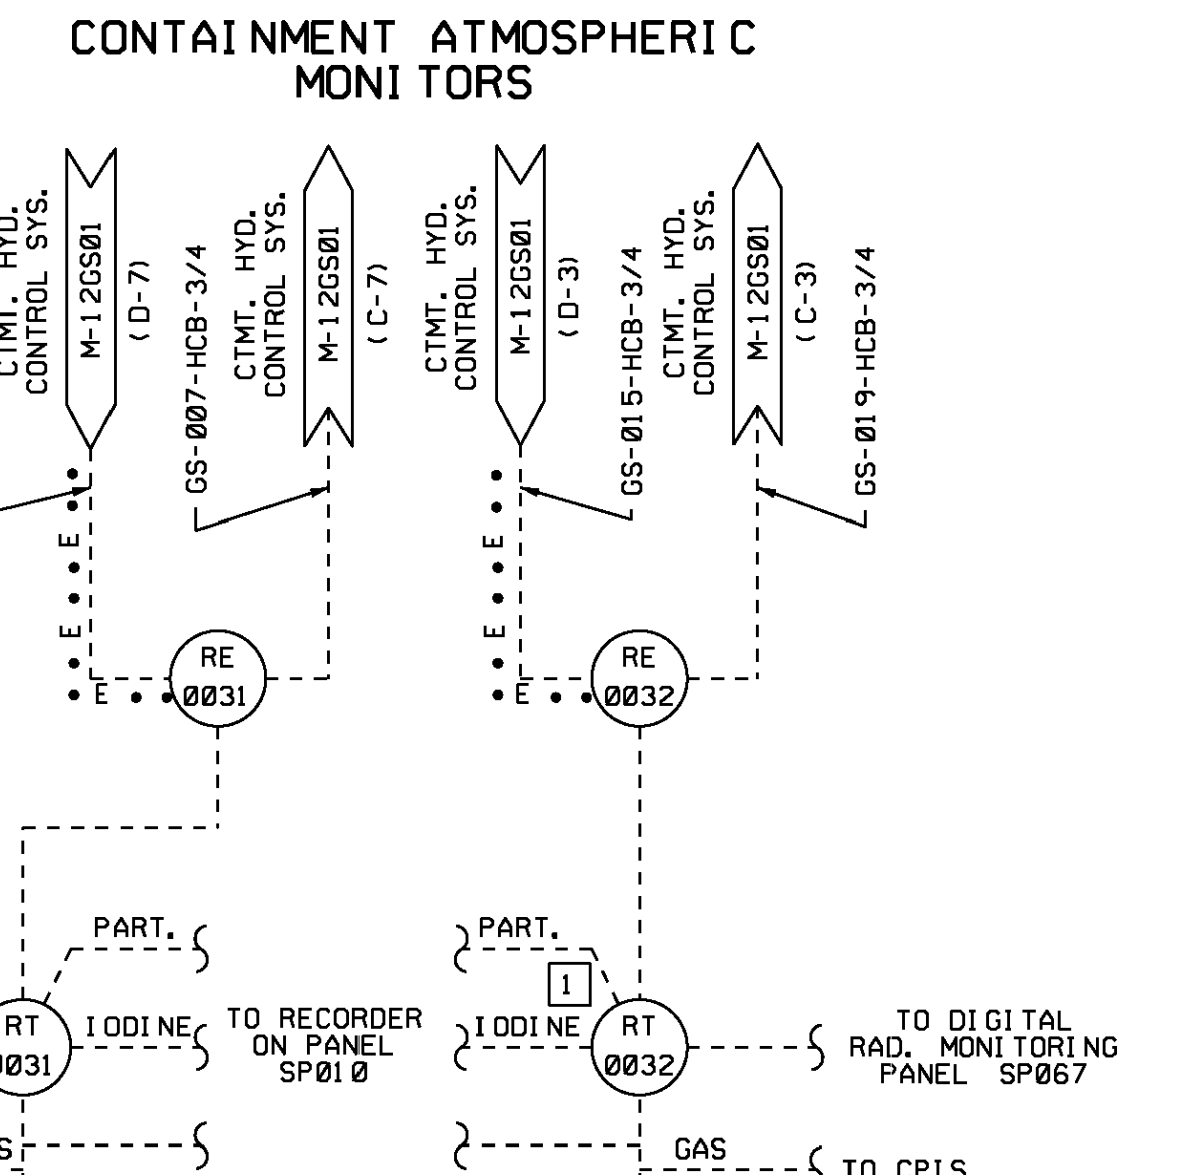 CONTAINMENT ATMOSPHERIC
MONITORS
CTMT. HYD.
CONTROL SYS.
M-12GS01
(D-7)
GS-007-HCB-3/4
CTMT. HYD.
CONTROL SYS.
M-12GS01
(C-7)
CTMT. HYD.
CONTROL SYS.
M-12GS01
(D-3)
GS-015-HCB-3/4
CTMT. HYD.
CONTROL SYS.
M-12GS01
(C-3)
GS-019-HCB-3/4
E
E
E
E
E
E
RE
0031
RE
0032
PART.
PART.
1
RT
0031
IODINE
TO RECORDER
ON PANEL
SP010
IODINE
RT
0032
TO DIGITAL
RAD. MONITORING
PANEL SP067
S
GAS
TO CPIS